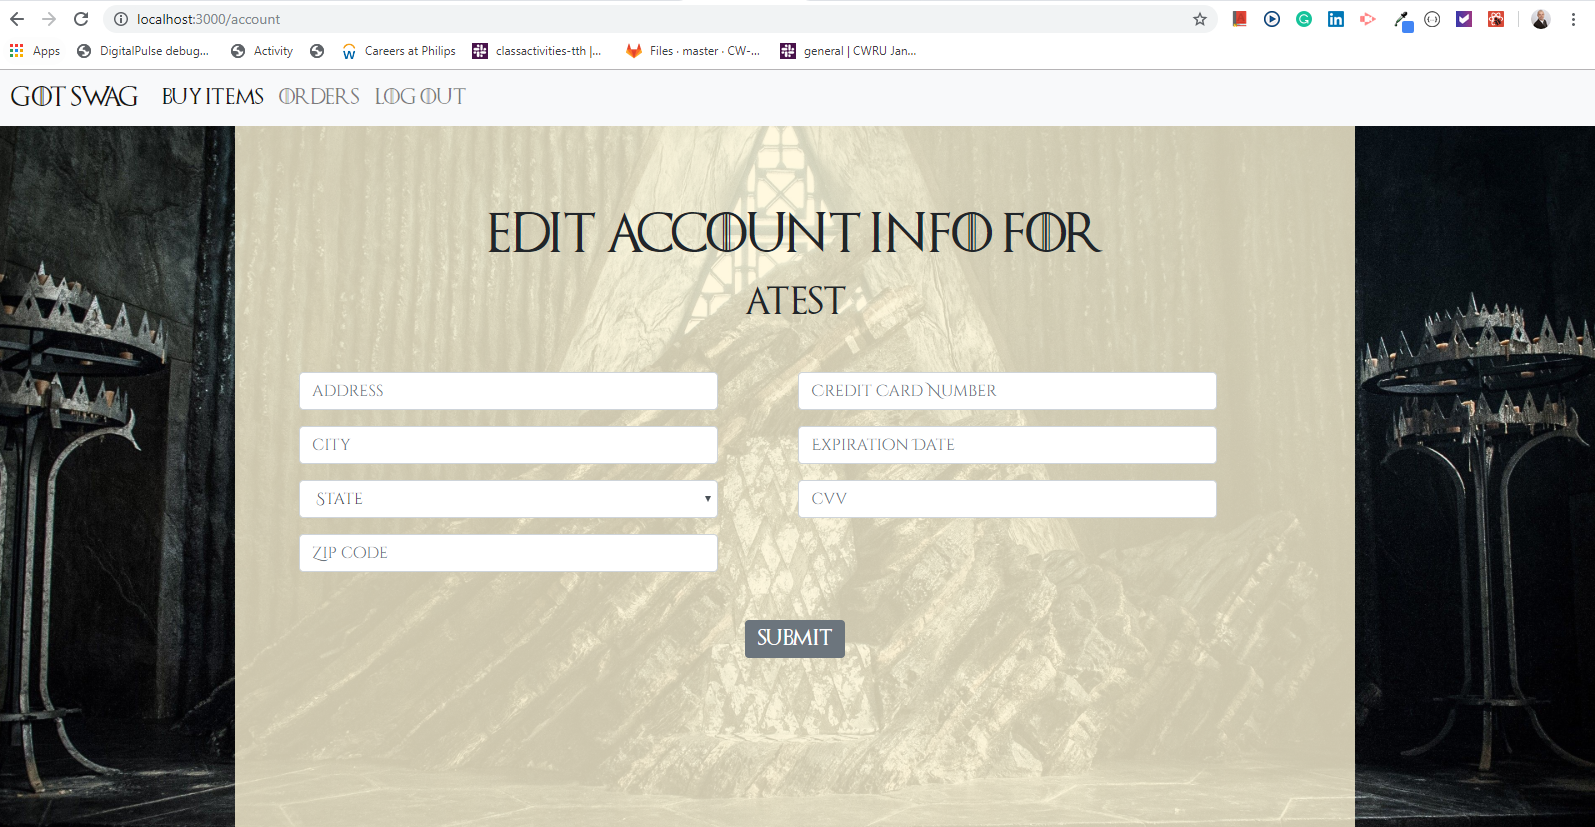 localhost:3000/account
Apps DigitalPulse debug... Activity Careers at Philips classactivities-tth |... Files · master · CW-... general | CWRU Jan...
GOT SWAG BUY ITEMS ORDERS LOG OUT
EDIT ACCOUNT INFO FOR
ATEST
Address
Credit Card Number
City
Expiration Date
State
CVV
Zip Code
SUBMIT